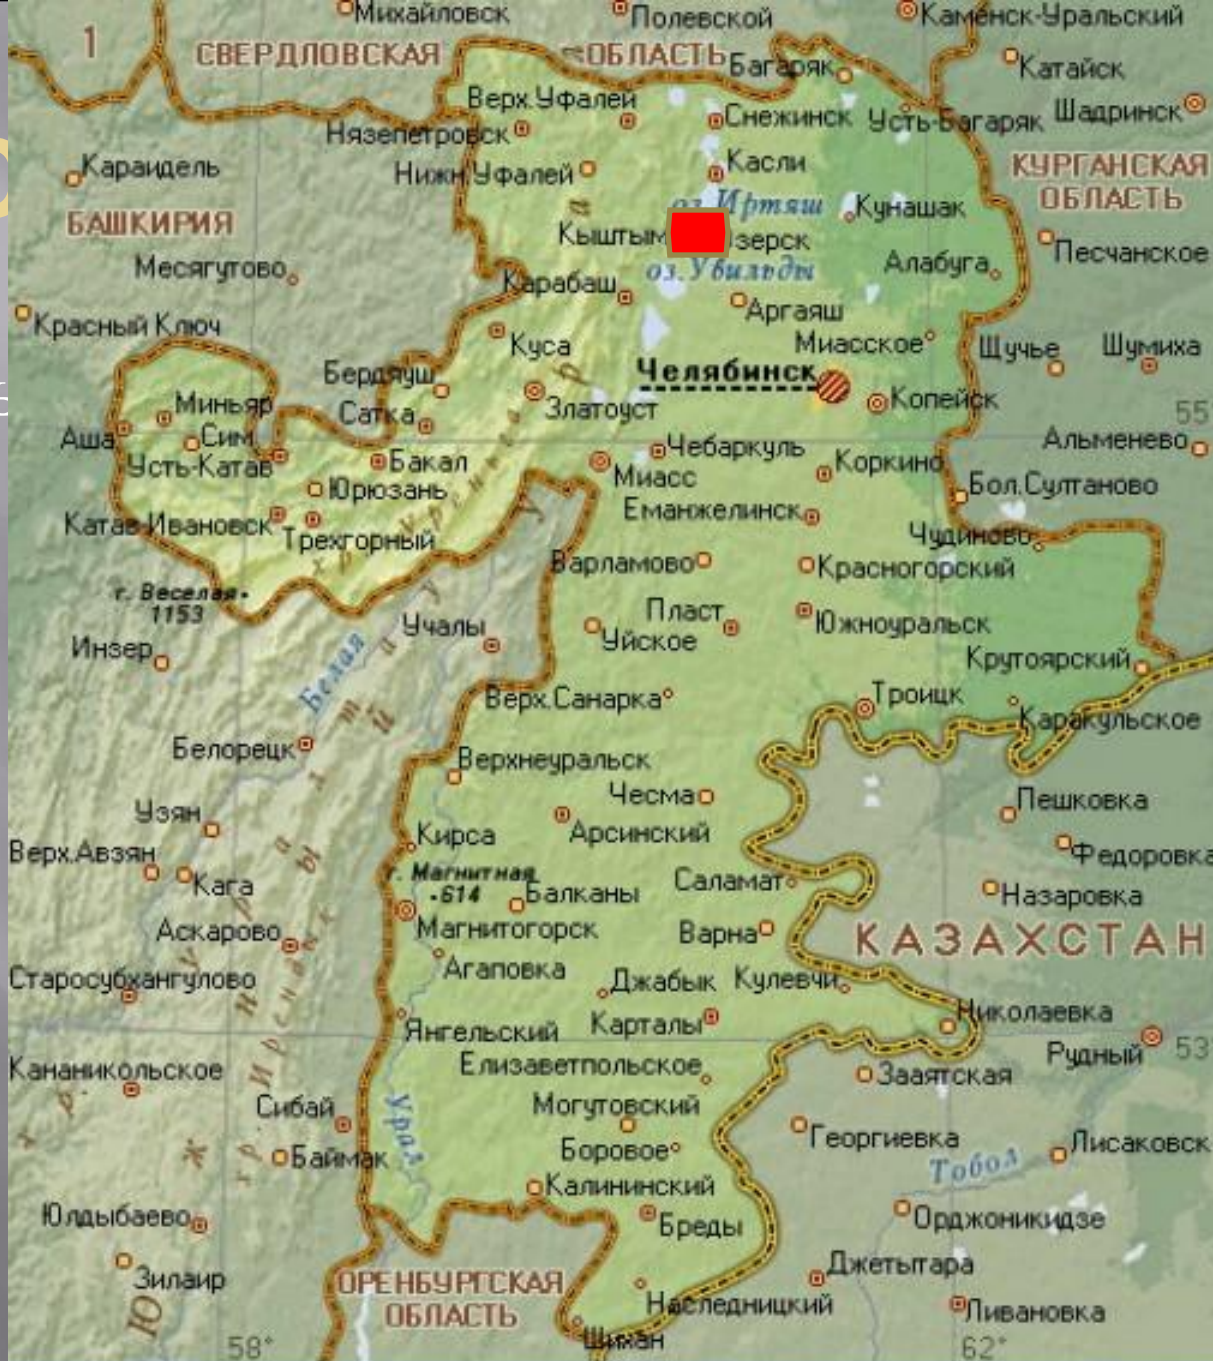 Михайловск
Полевской
Каменск-Уральский
1
СВЕРДЛОВСКАЯ
ОБЛАСТЬ
Багаряк
Катайск
Верх.Уфалей
Снежинск
Усть-Багаряк
Шадринск
Нязепетровск
Караидель
Нижн.Уфалей
Касли
КУРГАНСКАЯ
ОБЛАСТЬ
оз.Иртяш
Кунашак
БАШКИРИЯ
Кыштым
зерск
Песчанское
Месягутово
оз.Увильды
Алабуга
Карабаш
Аргаяш
Красный Ключ
Куса
Миасское
Щучье
Шумиха
Бердяуш
Челябинск
Миньяр
Сатка
Златоуст
Копейск
55
Аша
Сим
Чебаркуль
Альменево
Усть-Катав
Бакал
Миасс
Коркино
Юрюзань
Бол.Султаново
Катав-Ивановск
Трехгорный
Еманжелинск
Чудиново
Варламово
Красногорский
г. Веселая
1153
Учалы
Пласт
Южноуральск
Инзер
Уйское
Белая
Крутоярский
Верх.Санарка
Троицк
Каракульское
Белорецк
Верхнеуральск
Чесма
Пешковка
Узян
Кирса
Арсинский
Верх.Авзян
Федоровка
Кага
г. Магнитная
614
Балканы
Саламат
Назаровка
Аскарово
Магнитогорск
Варна
КАЗАХСТАН
Старосубхангулово
Агаповка
Джабык
Кулевчи
Янгельский
Карталы
Николаевка
Рудный
53
Кананикольское
Елизаветпольское
Зааятская
Сибай
Урал
Могутовский
Георгиевка
Лисаковск
Баймак
Боровое
Тобол
Калининский
Юлдыбаево
Бреды
Орджоникидзе
Зилаир
ОРЕНБУРГСКАЯ
ОБЛАСТЬ
Джетыгара
Наследницкий
Ливановка
Шихан
58°
62°